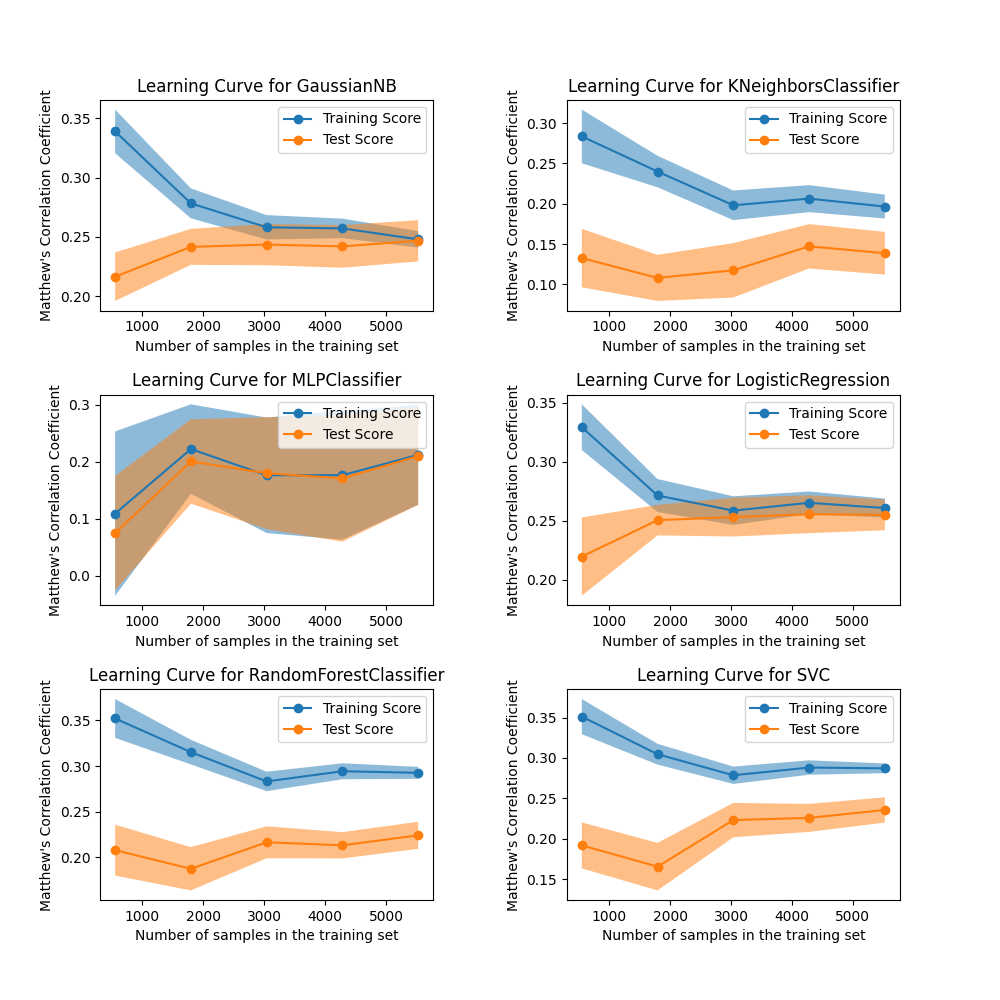 Learning Curve for GaussianNB
Matthew's Corrlation Coefficient
0.35
0.30
0.25
0.20
Training Score
Test Score
1000 2000 3000 4000 5000
Number of samples in the training set
Learning Curve for KNeighborsClassifier
Matthew's Corrlation Coefficient
0.30
0.25
0.20
0.15
0.10
Training Score
Test Score
1000 2000 3000 4000 5000
Number of samples in the training set
Learning Curve for MLPClassifier
Matthew's Corrlation Coefficient
0.3
0.2
0.1
0.0
Training Score
Test Score
1000 2000 3000 4000 5000
Number of samples in the training set
Learning Curve for LogisticRegression
Matthew's Corrlation Coefficient
0.35
0.30
0.25
0.20
Training Score
Test Score
1000 2000 3000 4000 5000
Number of samples in the training set
Learning Curve for RandomForestClassifier
Matthew's Corrlation Coefficient
0.35
0.30
0.25
0.20
Training Score
Test Score
1000 2000 3000 4000 5000
Number of samples in the training set
Learning Curve for SVC
Matthew's Corrlation Coefficient
0.35
0.30
0.25
0.20
0.15
Training Score
Test Score
1000 2000 3000 4000 5000
Number of samples in the training set